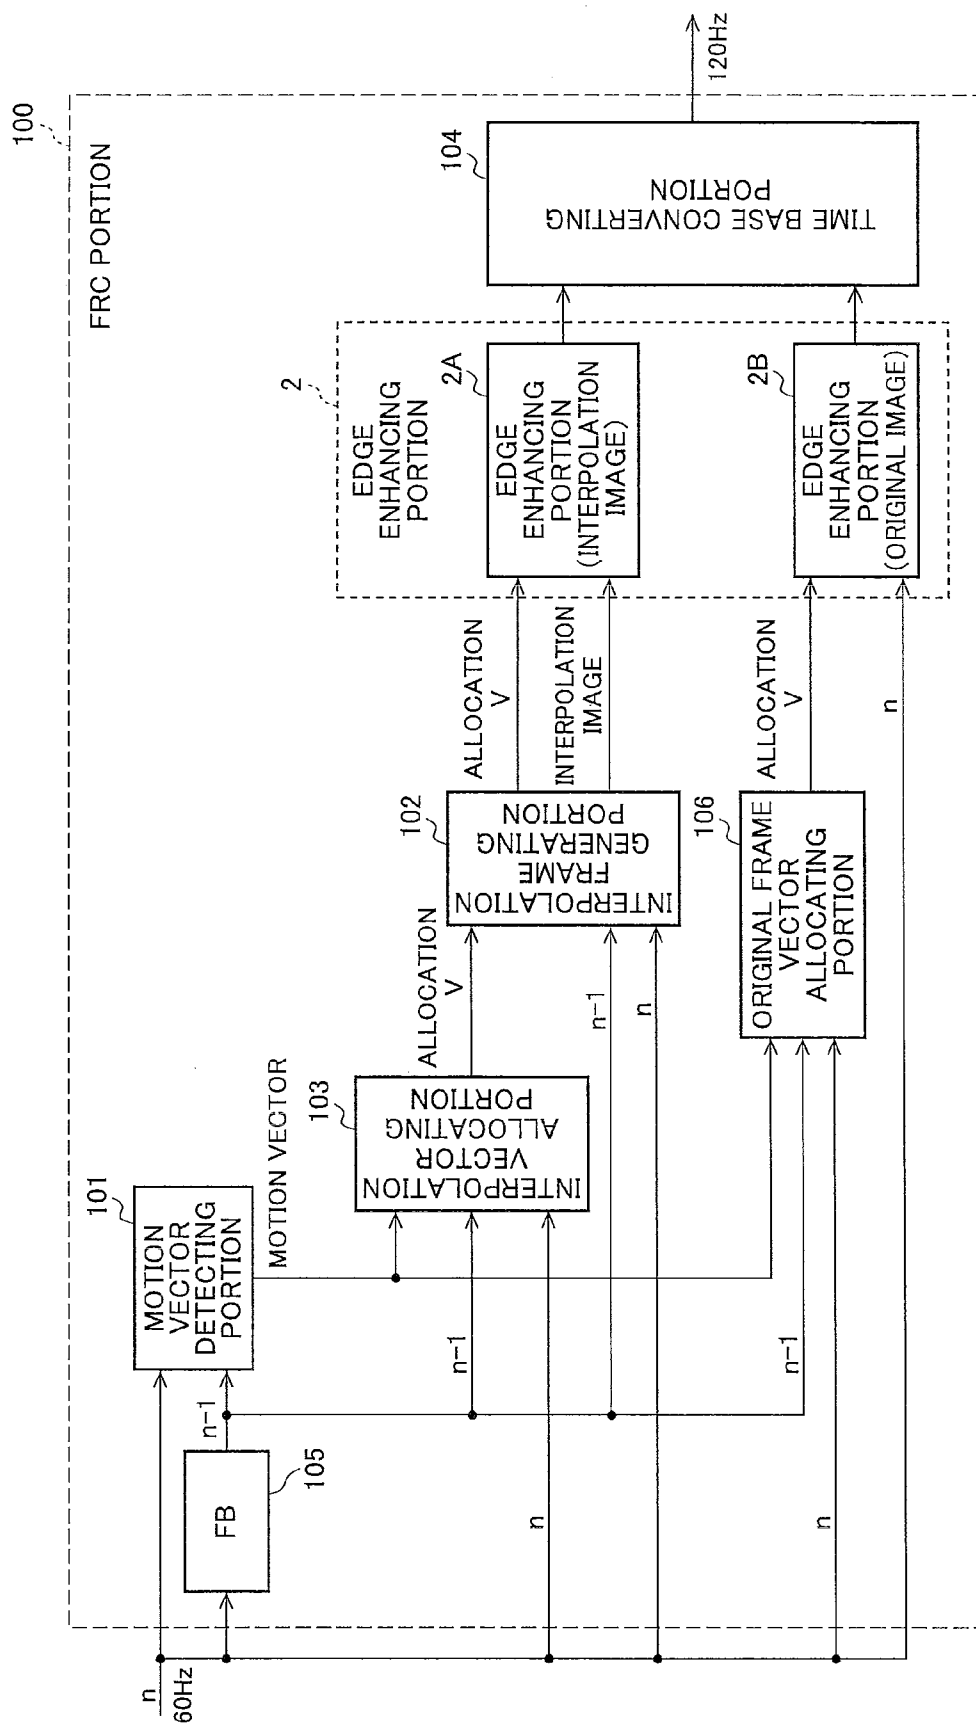 100
FRC PORTION
n
60Hz
FB
105
n-1
MOTION
VECTOR
DETECTING
PORTION
101
MOTION VECTOR
n-1
n
INTERPOLATION
VECTOR
ALLOCATING
PORTION
103
ALLOCATION
V
n-1
n
INTERPOLATION
FRAME
GENERATING
PORTION
102
n-1
n
ORIGINAL FRAME
VECTOR
ALLOCATING
PORTION
106
ALLOCATION
V
INTERPOLATION
IMAGE
ALLOCATION
V
n
2
EDGE
ENHANCING
PORTION
2A
EDGE
ENHANCING
PORTION
(INTERPOLATION
IMAGE)
2B
EDGE
ENHANCING
PORTION
(ORIGINAL IMAGE)
104
TIME BASE CONVERTING
PORTION
120Hz